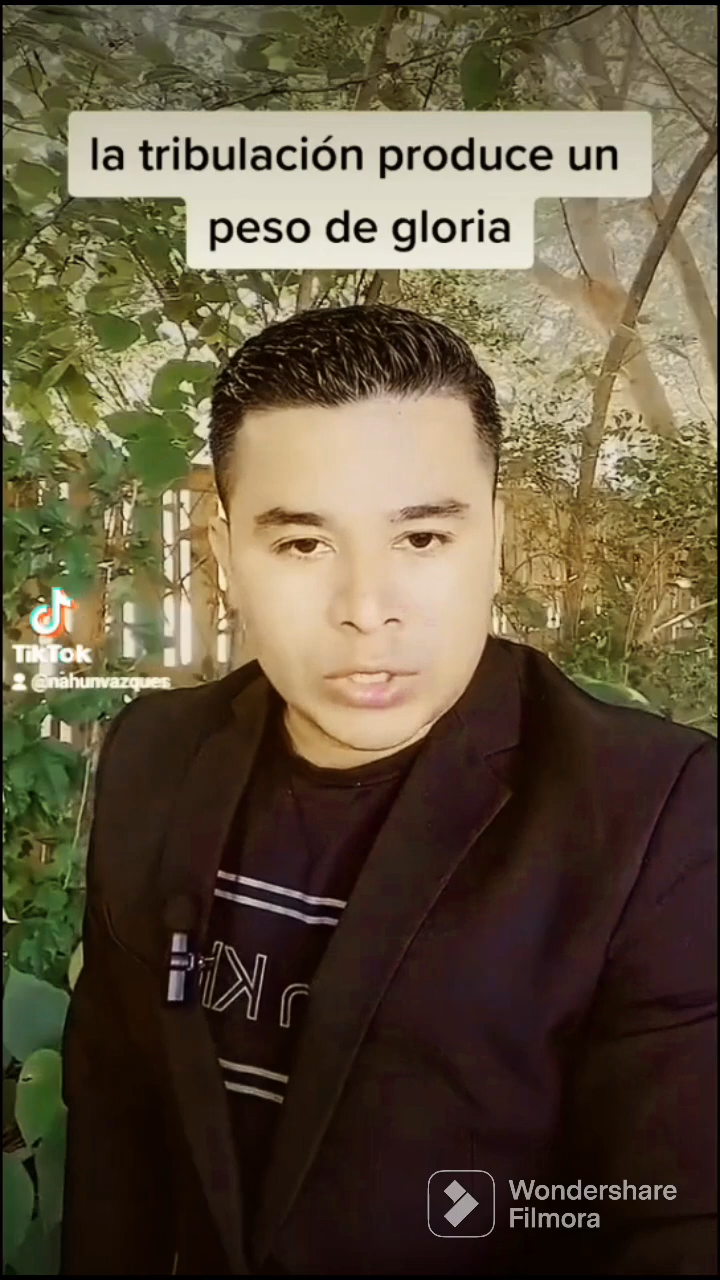 la tribulación produce un
peso de gloria
TikTok
@nahunvazques
Wondershare
Filmora